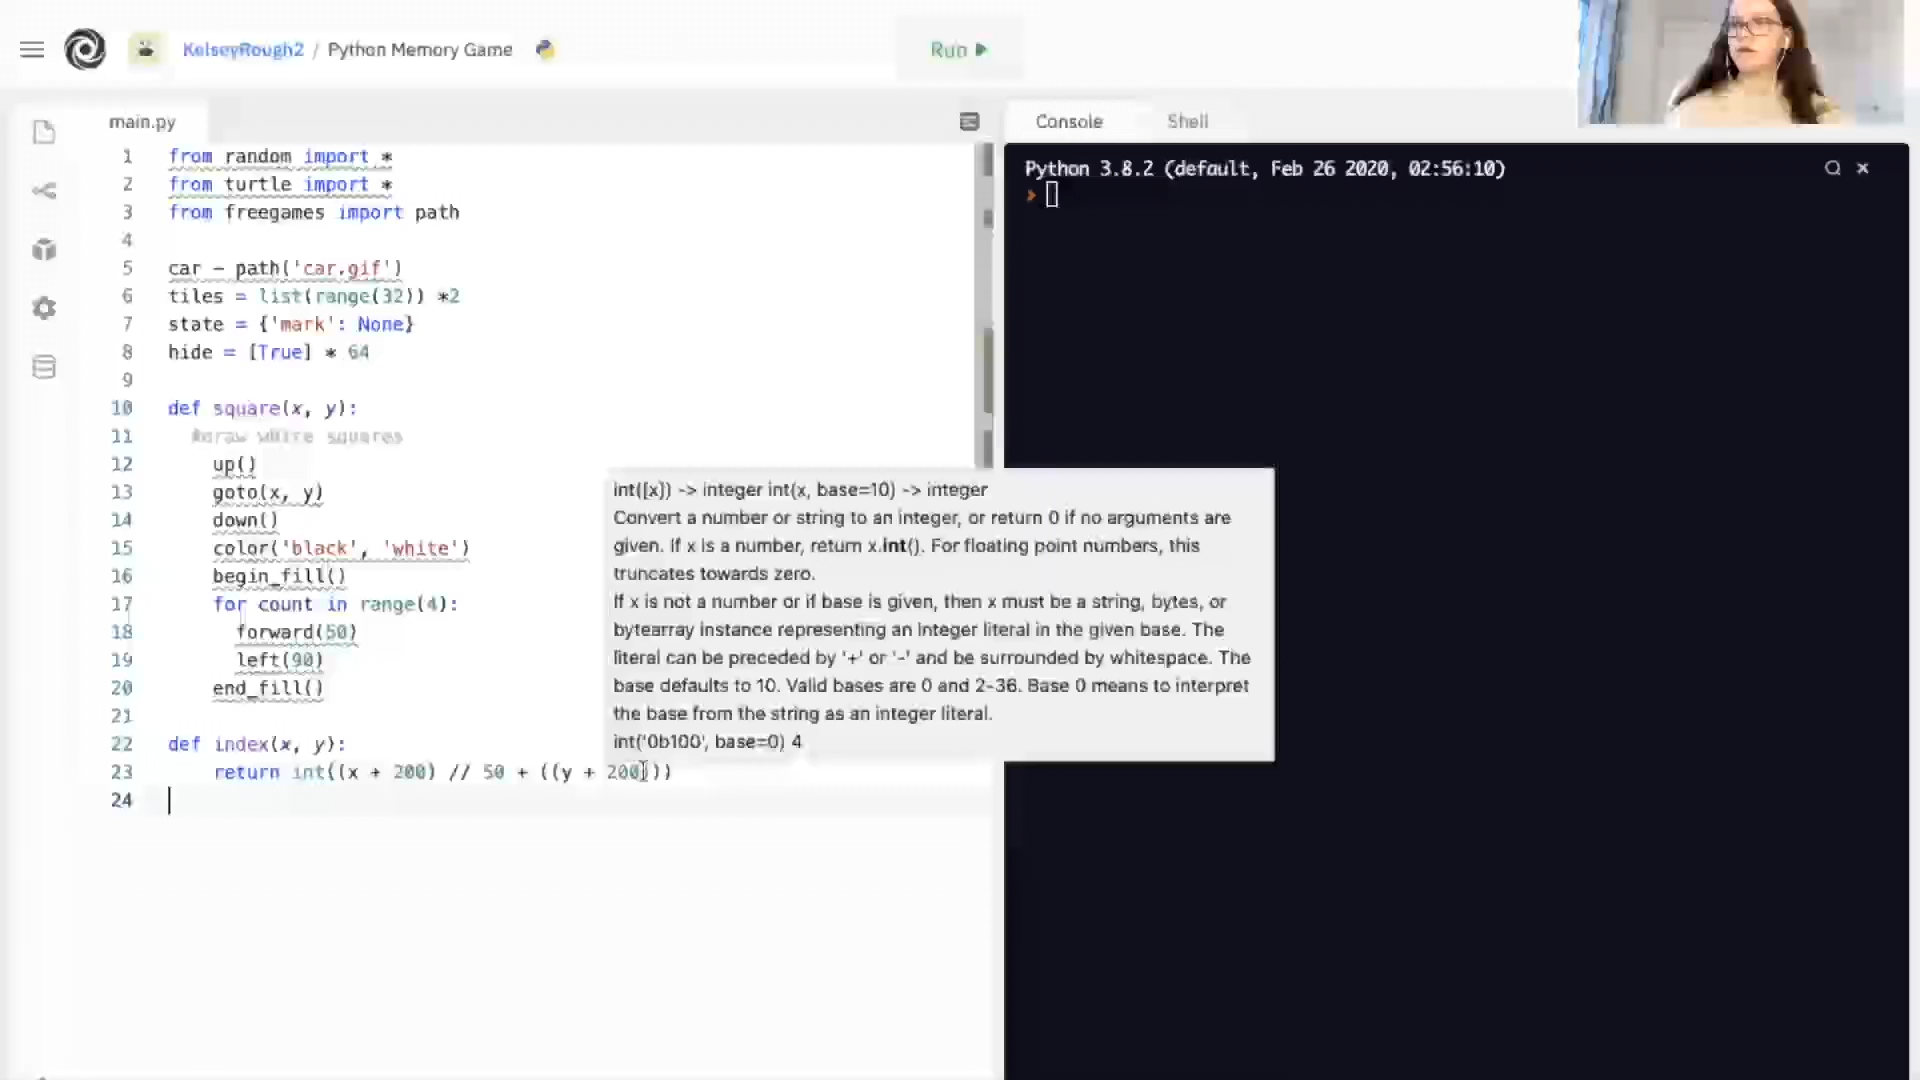 KelseyRough2 / Python Memory Game
Run
main.py
Console
Shell
1 from random import *
2 from turtle import *
3 from freegames import path
4
5 car = path('car.gif')
6 tiles = list(range(32)) *2
7 state = {'mark': None}
8 hide = [True] * 64
9
10 def square(x, y):
11 #draw white squares
12 up()
13 goto(x, y)
14 down()
15 color('black', 'white')
16 begin_fill()
17 for count in range(4):
18 forward(50)
19 left(90)
20 end_fill()
21
22 def index(x, y):
23 return int((x + 200) // 50 + ((y + 200)))
24
int([x]) -> integer int(x, base=10) -> integer
Convert a number or string to an integer, or return 0 if no arguments are
given. If x is a number, return x.int(). For floating point numbers, this
truncates towards zero.
If x is not a number or if base is given, then x must be a string, bytes, or
bytearray instance representing an integer literal in the given base. The
literal can be preceded by '+' or '-' and be surrounded by whitespace. The
base defaults to 10. Valid bases are 0 and 2-36. Base 0 means to interpret
the base from the string as an integer literal.
int('0b100', base=0) 4
Python 3.8.2 (default, Feb 26 2020, 02:56:10)